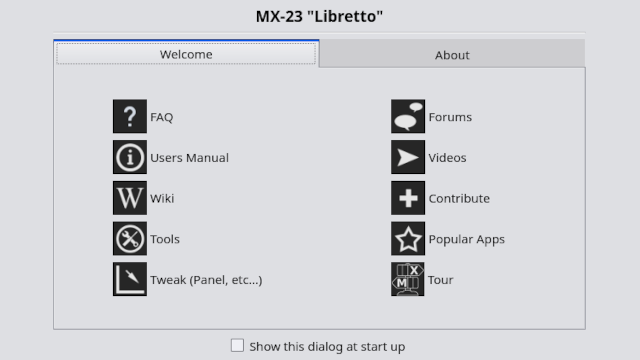 MX-23 "Libretto"
Welcome
About
? FAQ
Forums
i Users Manual
Videos
W Wiki
Contribute
Tools
Popular Apps
Tweak (Panel, etc...)
X M Tour
Show this dialog at start up